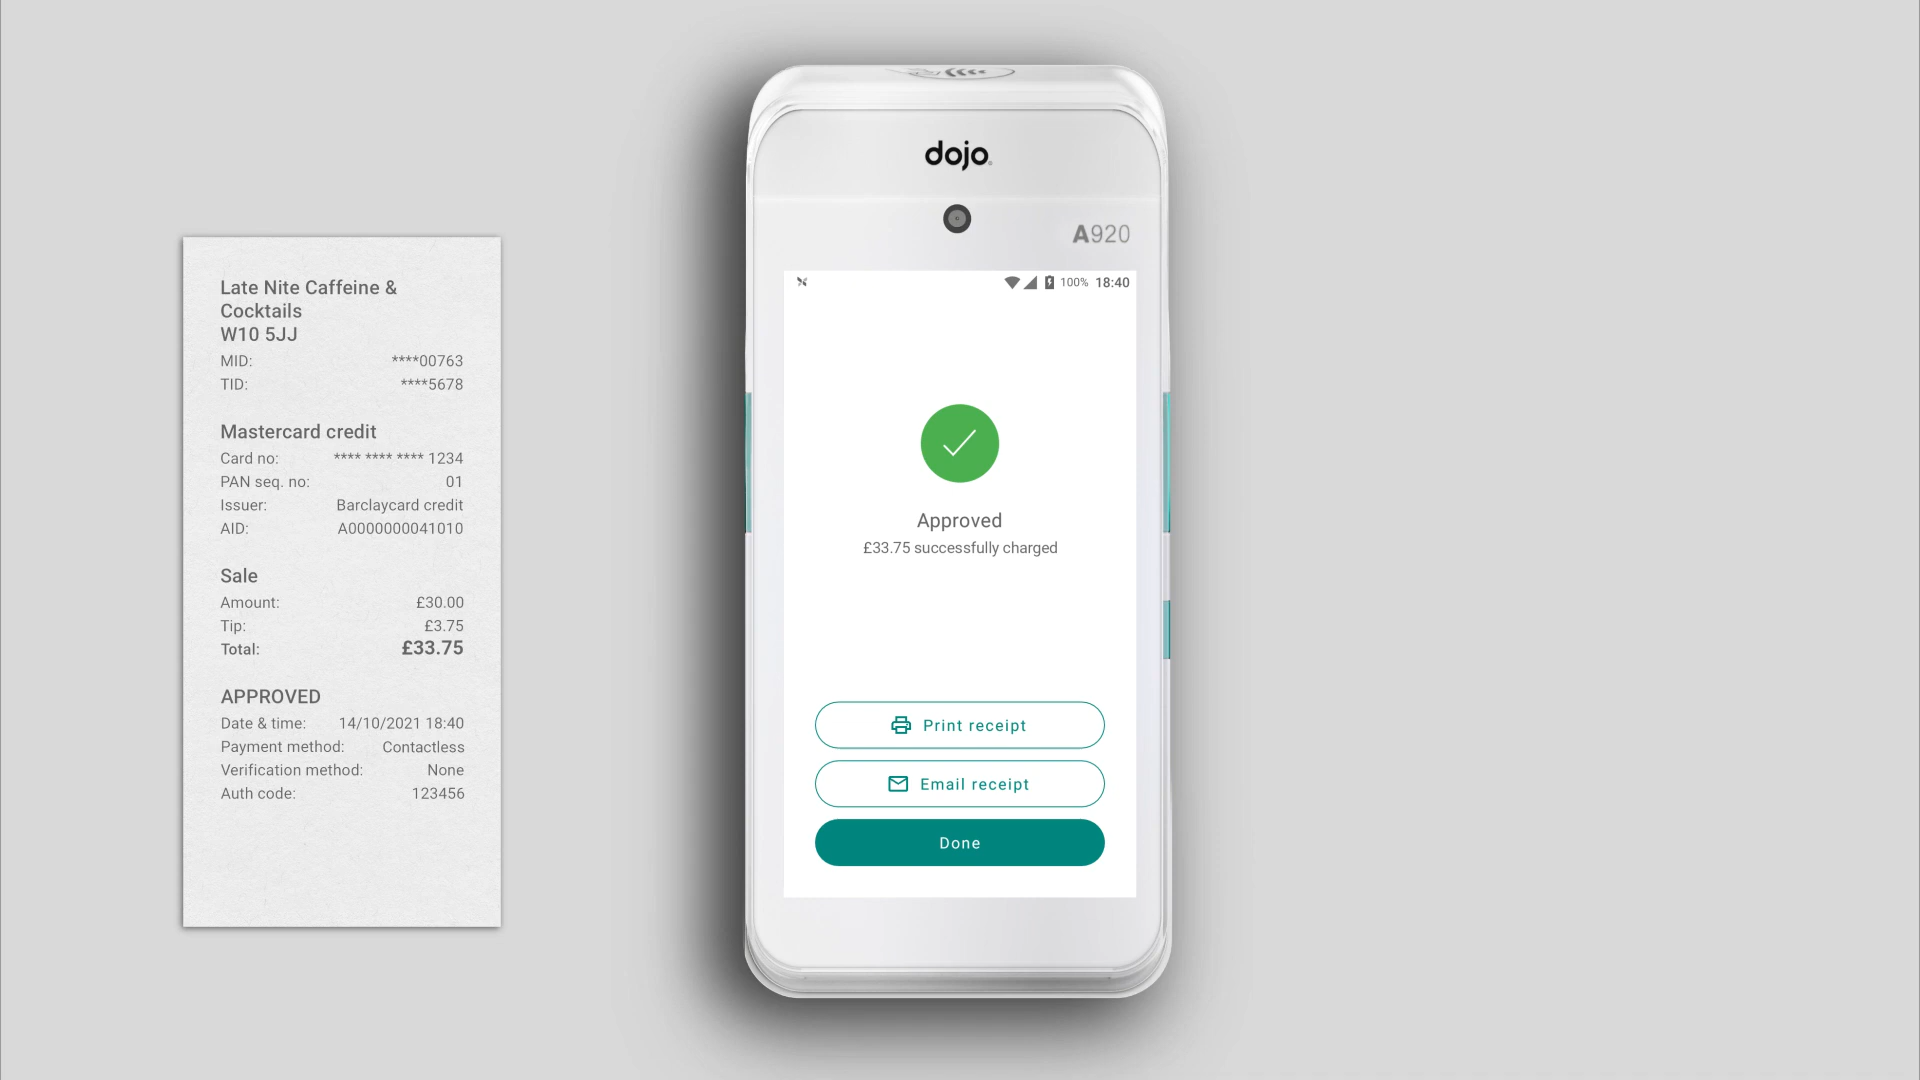 Late Nite Caffeine &
Cocktails
W10 5JJ
MID: ****00763
TID: ****5678
Mastercard credit
Card no: **** **** **** 1234
PAN seq. no: 01
Issuer: Barclaycard credit
AID: A0000000041010
Sale
Amount: £30.00
Tip: £3.75
Total: £33.75
APPROVED
Date & time: 14/10/2021 18:40
Payment method: Contactless
Verification method: None
Auth code: 123456
dojo
A920
100% 18:40
Approved
£33.75 successfully charged
Print receipt
Email receipt
Done